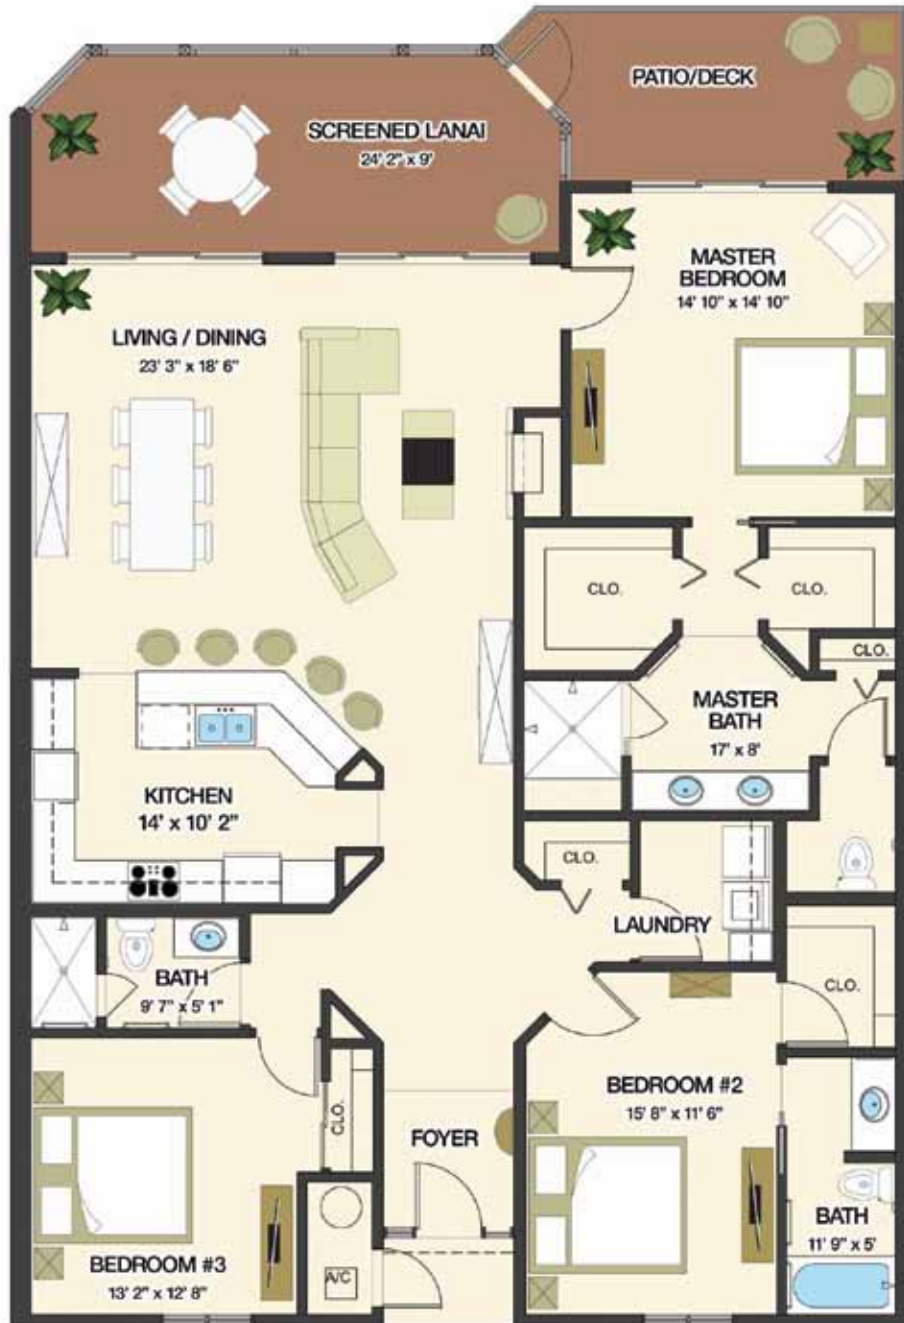 PATIO/DECK
SCREENED LANAI
24' 2" x 9'
MASTER
BEDROOM
14' 10" x 14' 10"
LIVING / DINING
23' 3" x 18' 6"
CLO.
CLO.
CLO.
MASTER
BATH
17' x 8'
KITCHEN
14' x 10' 2"
CLO.
LAUNDRY
BATH
9' 7" x 5' 1"
CLO.
BEDROOM #2
15' 8" x 11' 6"
CLO.
FOYER
BATH
11' 9" x 5'
BEDROOM #3
13' 2" x 12' 8"
A/C